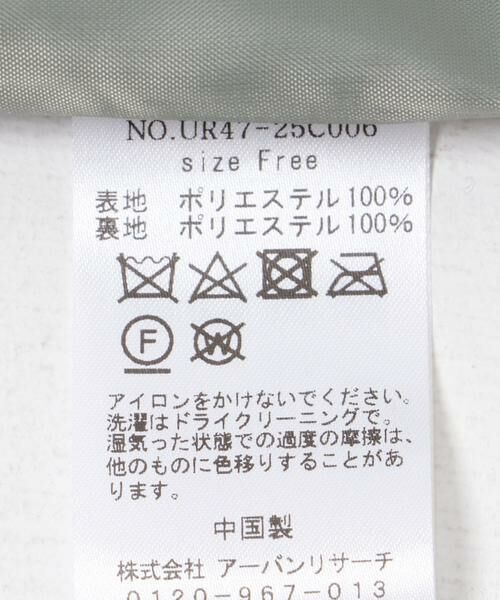 NO.UR47-25C006
size Free
表地 ポリエステル100%
裏地 ポリエステル100%
F W
アイロンをかけないでください。
洗濯はドライクリーニングで。
湿気った状態での過度の摩擦は、
他のものに色移りすることがあ
ります。
中国製
株式会社 アーバンリサーチ
0120-967-013